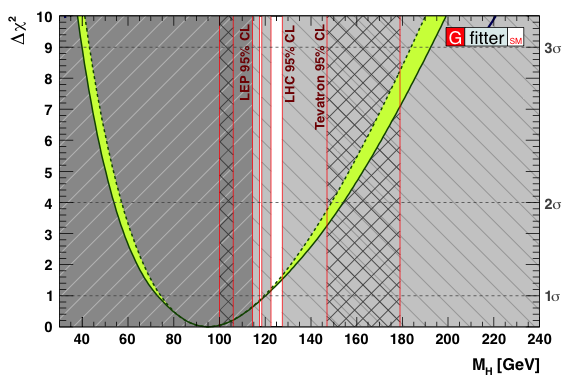 Δχ²
10
9
8
7
6
5
4
3
2
1
0
LEP 95% CL
LHC 95% CL
Tevatron 95% CL
G fitter SM
3σ
2σ
1σ
40 60 80 100 120 140 160 180 200 220 240
M_H [GeV]